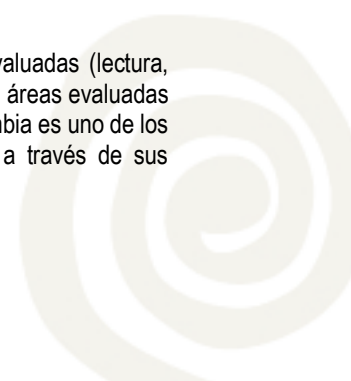 valuadas (lectura,
áreas evaluadas
nbia es uno de los
a través de sus